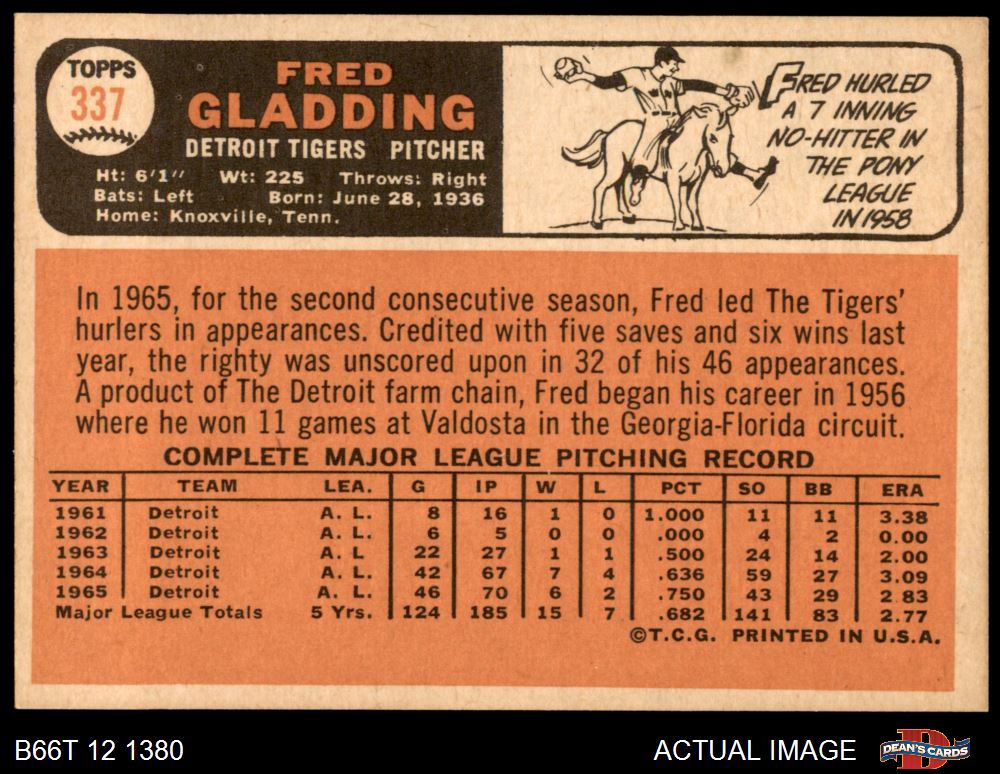 TOPPS
337
FRED
GLADDING
DETROIT TIGERS PITCHER
Ht: 6'1" Wt: 225 Throws: Right
Bats: Left Born: June 28, 1936
Home: Knoxville, Tenn.
FRED HURLED
A 7 INNING
NO-HITTER IN
THE PONY
LEAGUE
IN 1958
In 1965, for the second consecutive season, Fred led The Tigers'
hurlers in appearances. Credited with five saves and six wins last
year, the righty was unscored upon in 32 of his 46 appearances.
A product of The Detroit farm chain, Fred began his career in 1956
where he won 11 games at Valdosta in the Georgia-Florida circuit.
COMPLETE MAJOR LEAGUE PITCHING RECORD
YEAR TEAM LEA. G IP W L PCT SO BB ERA
1961 Detroit A. L. 8 16 1 0 1.000 11 11 3.38
1962 Detroit A. L. 6 5 0 0 .000 4 2 0.00
1963 Detroit A. L 22 27 1 1 .500 24 14 2.00
1964 Detroit A. L. 42 67 7 4 .636 59 27 3.09
1965 Detroit A. L. 46 70 6 2 .750 43 29 2.83
Major League Totals 5 Yrs. 124 185 15 7 .682 141 83 2.77
©T.C.G. PRINTED IN U.S.A.
B66T 12 1380 ACTUAL IMAGE DEAN'S CARDS